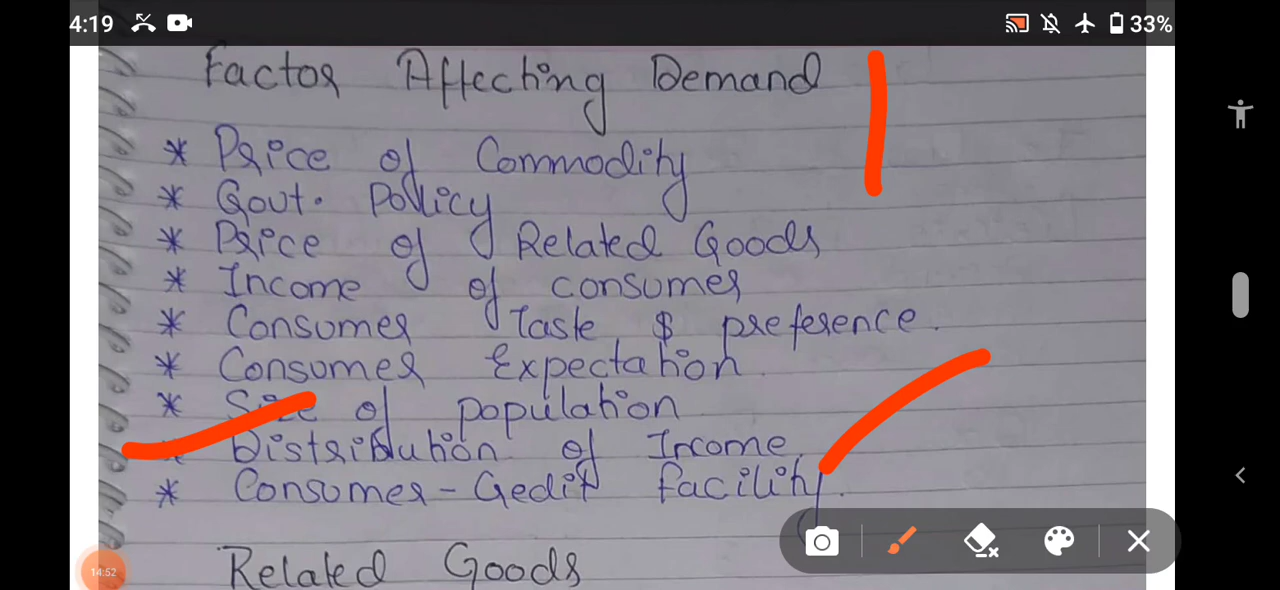 4:19 33%
Factor Affecting Demand
* Price of Commodity
* Govt. Policy
* Price of Related Goods
* Income of consumer
* Consumer Taste $ preference.
* Consumer Expectation
* Size of population
* Distribution of Income
* Consumer - Credit facility.
Related Goods
14:52